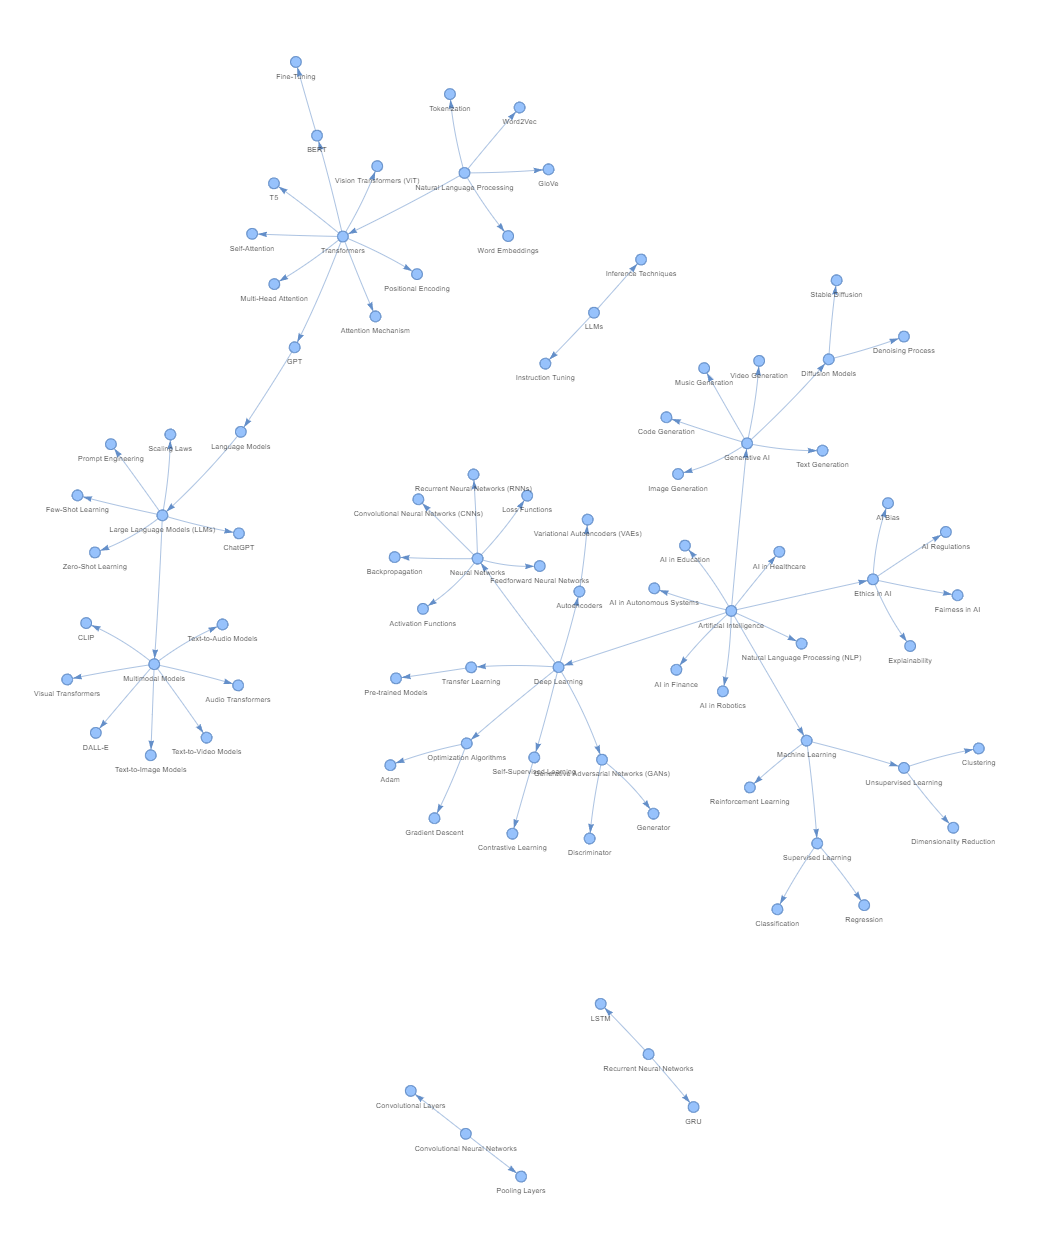 Fine-Tuning
Tokenization
Word2Vec
BERT
Vision Transformers (ViT)
Natural Language Processing
GloVe
T5
Self-Attention
Transformers
Word Embeddings
Inference Techniques
Positional Encoding
Multi-Head Attention
Stable Diffusion
LLMs
Attention Mechanism
Denoising Process
GPT
Instruction Tuning
Music Generation
Video Generation
Diffusion Models
Code Generation
Language Models
Scaling Laws
Prompt Engineering
Generative AI
Text Generation
Recurrent Neural Networks (RNNs)
Image Generation
Few-Shot Learning
Convolutional Neural Networks (CNNs)
Loss Functions
AI Bias
Large Language Models (LLMs)
Variational Autoencoders (VAEs)
ChatGPT
AI in Education
AI in Healthcare
AI Regulations
Zero-Shot Learning
Backpropagation
Neural Networks
Feedforward Neural Networks
Ethics in AI
Autoencoders
AI in Autonomous Systems
Fairness in AI
Activation Functions
Artificial Intelligence
CLIP
Text-to-Audio Models
Natural Language Processing (NLP)
Explainability
Multimodal Models
Visual Transformers
Audio Transformers
Pre-trained Models
Transfer Learning
Deep Learning
AI in Finance
AI in Robotics
DALL-E
Text-to-Video Models
Text-to-Image Models
Optimization Algorithms
Machine Learning
Adam
Self-Supervised Learning
Generative Adversarial Networks (GANs)
Unsupervised Learning
Clustering
Reinforcement Learning
Gradient Descent
Contrastive Learning
Discriminator
Generator
Dimensionality Reduction
Supervised Learning
Classification
Regression
LSTM
Recurrent Neural Networks
Convolutional Layers
GRU
Convolutional Neural Networks
Pooling Layers